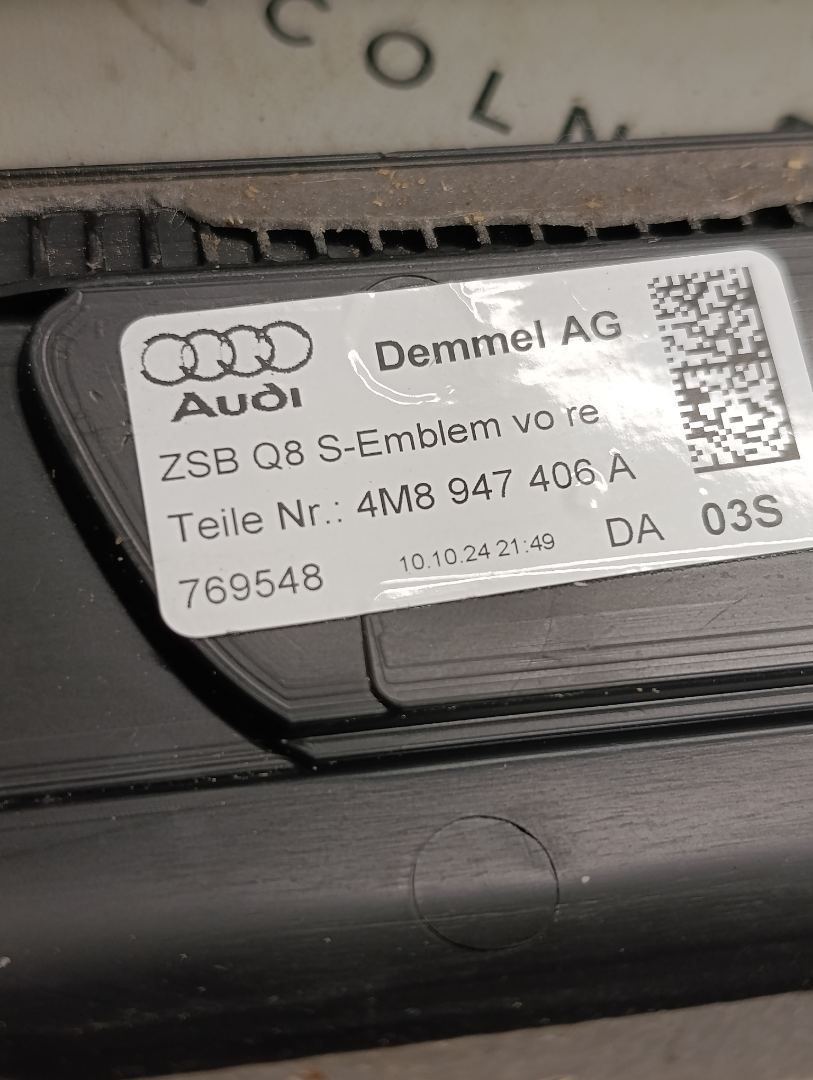 COLN
Audi
Demmel AG
ZSB Q8 S-Emblem vo re
Teile Nr.: 4M8 947 406 A
769548 10.10.24 21:49 DA 03S